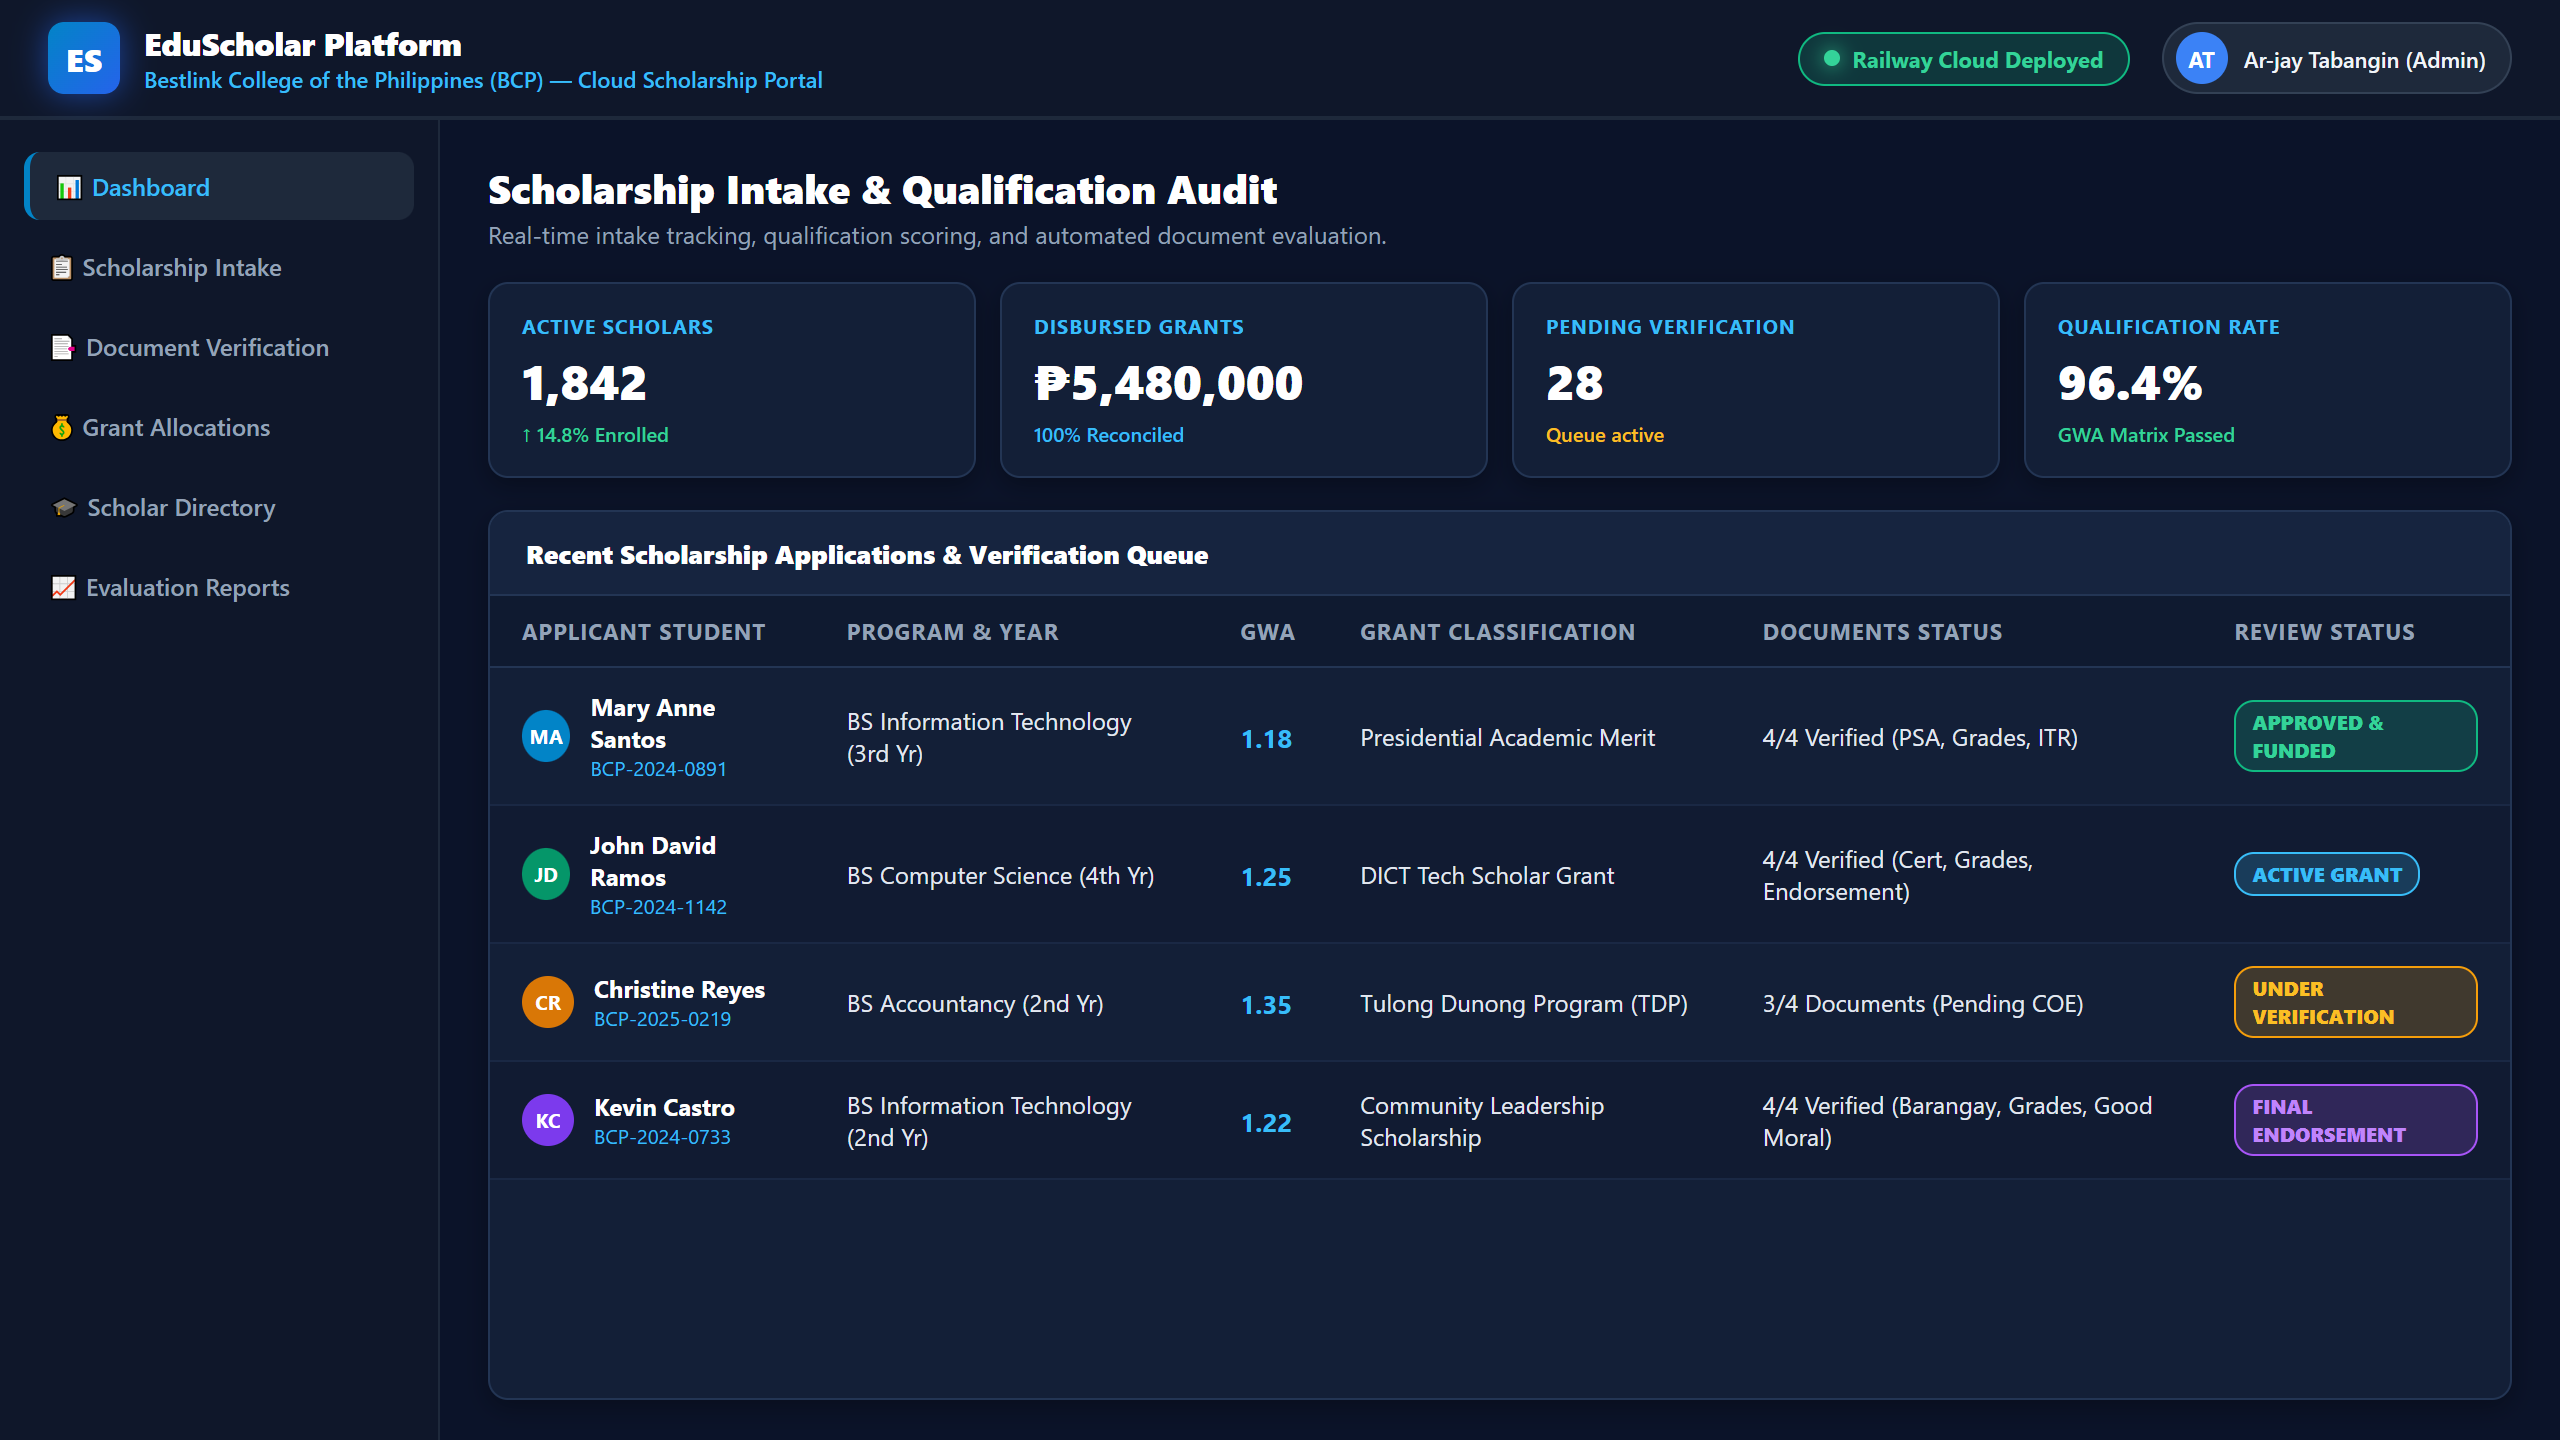 ES
EduScholar Platform
Bestlink College of the Philippines (BCP) — Cloud Scholarship Portal
Railway Cloud Deployed
AT
Ar-jay Tabangin (Admin)
Dashboard
Scholarship Intake
Document Verification
Grant Allocations
Scholar Directory
Evaluation Reports
Scholarship Intake & Qualification Audit
Real-time intake tracking, qualification scoring, and automated document evaluation.
ACTIVE SCHOLARS
1,842
↑ 14.8% Enrolled
DISBURSED GRANTS
₱5,480,000
100% Reconciled
PENDING VERIFICATION
28
Queue active
QUALIFICATION RATE
96.4%
GWA Matrix Passed
Recent Scholarship Applications & Verification Queue
APPLICANT STUDENT PROGRAM & YEAR GWA GRANT CLASSIFICATION DOCUMENTS STATUS REVIEW STATUS
MA
Mary Anne
Santos
BCP-2024-0891
BS Information Technology
(3rd Yr)
1.18
Presidential Academic Merit
4/4 Verified (PSA, Grades, ITR)
APPROVED &
FUNDED
JD
John David
Ramos
BCP-2024-1142
BS Computer Science (4th Yr)
1.25
DICT Tech Scholar Grant
4/4 Verified (Cert, Grades,
Endorsement)
ACTIVE GRANT
CR
Christine Reyes
BCP-2025-0219
BS Accountancy (2nd Yr)
1.35
Tulong Dunong Program (TDP)
3/4 Documents (Pending COE)
UNDER
VERIFICATION
KC
Kevin Castro
BCP-2024-0733
BS Information Technology
(2nd Yr)
1.22
Community Leadership
Scholarship
4/4 Verified (Barangay, Grades, Good
Moral)
FINAL
ENDORSEMENT